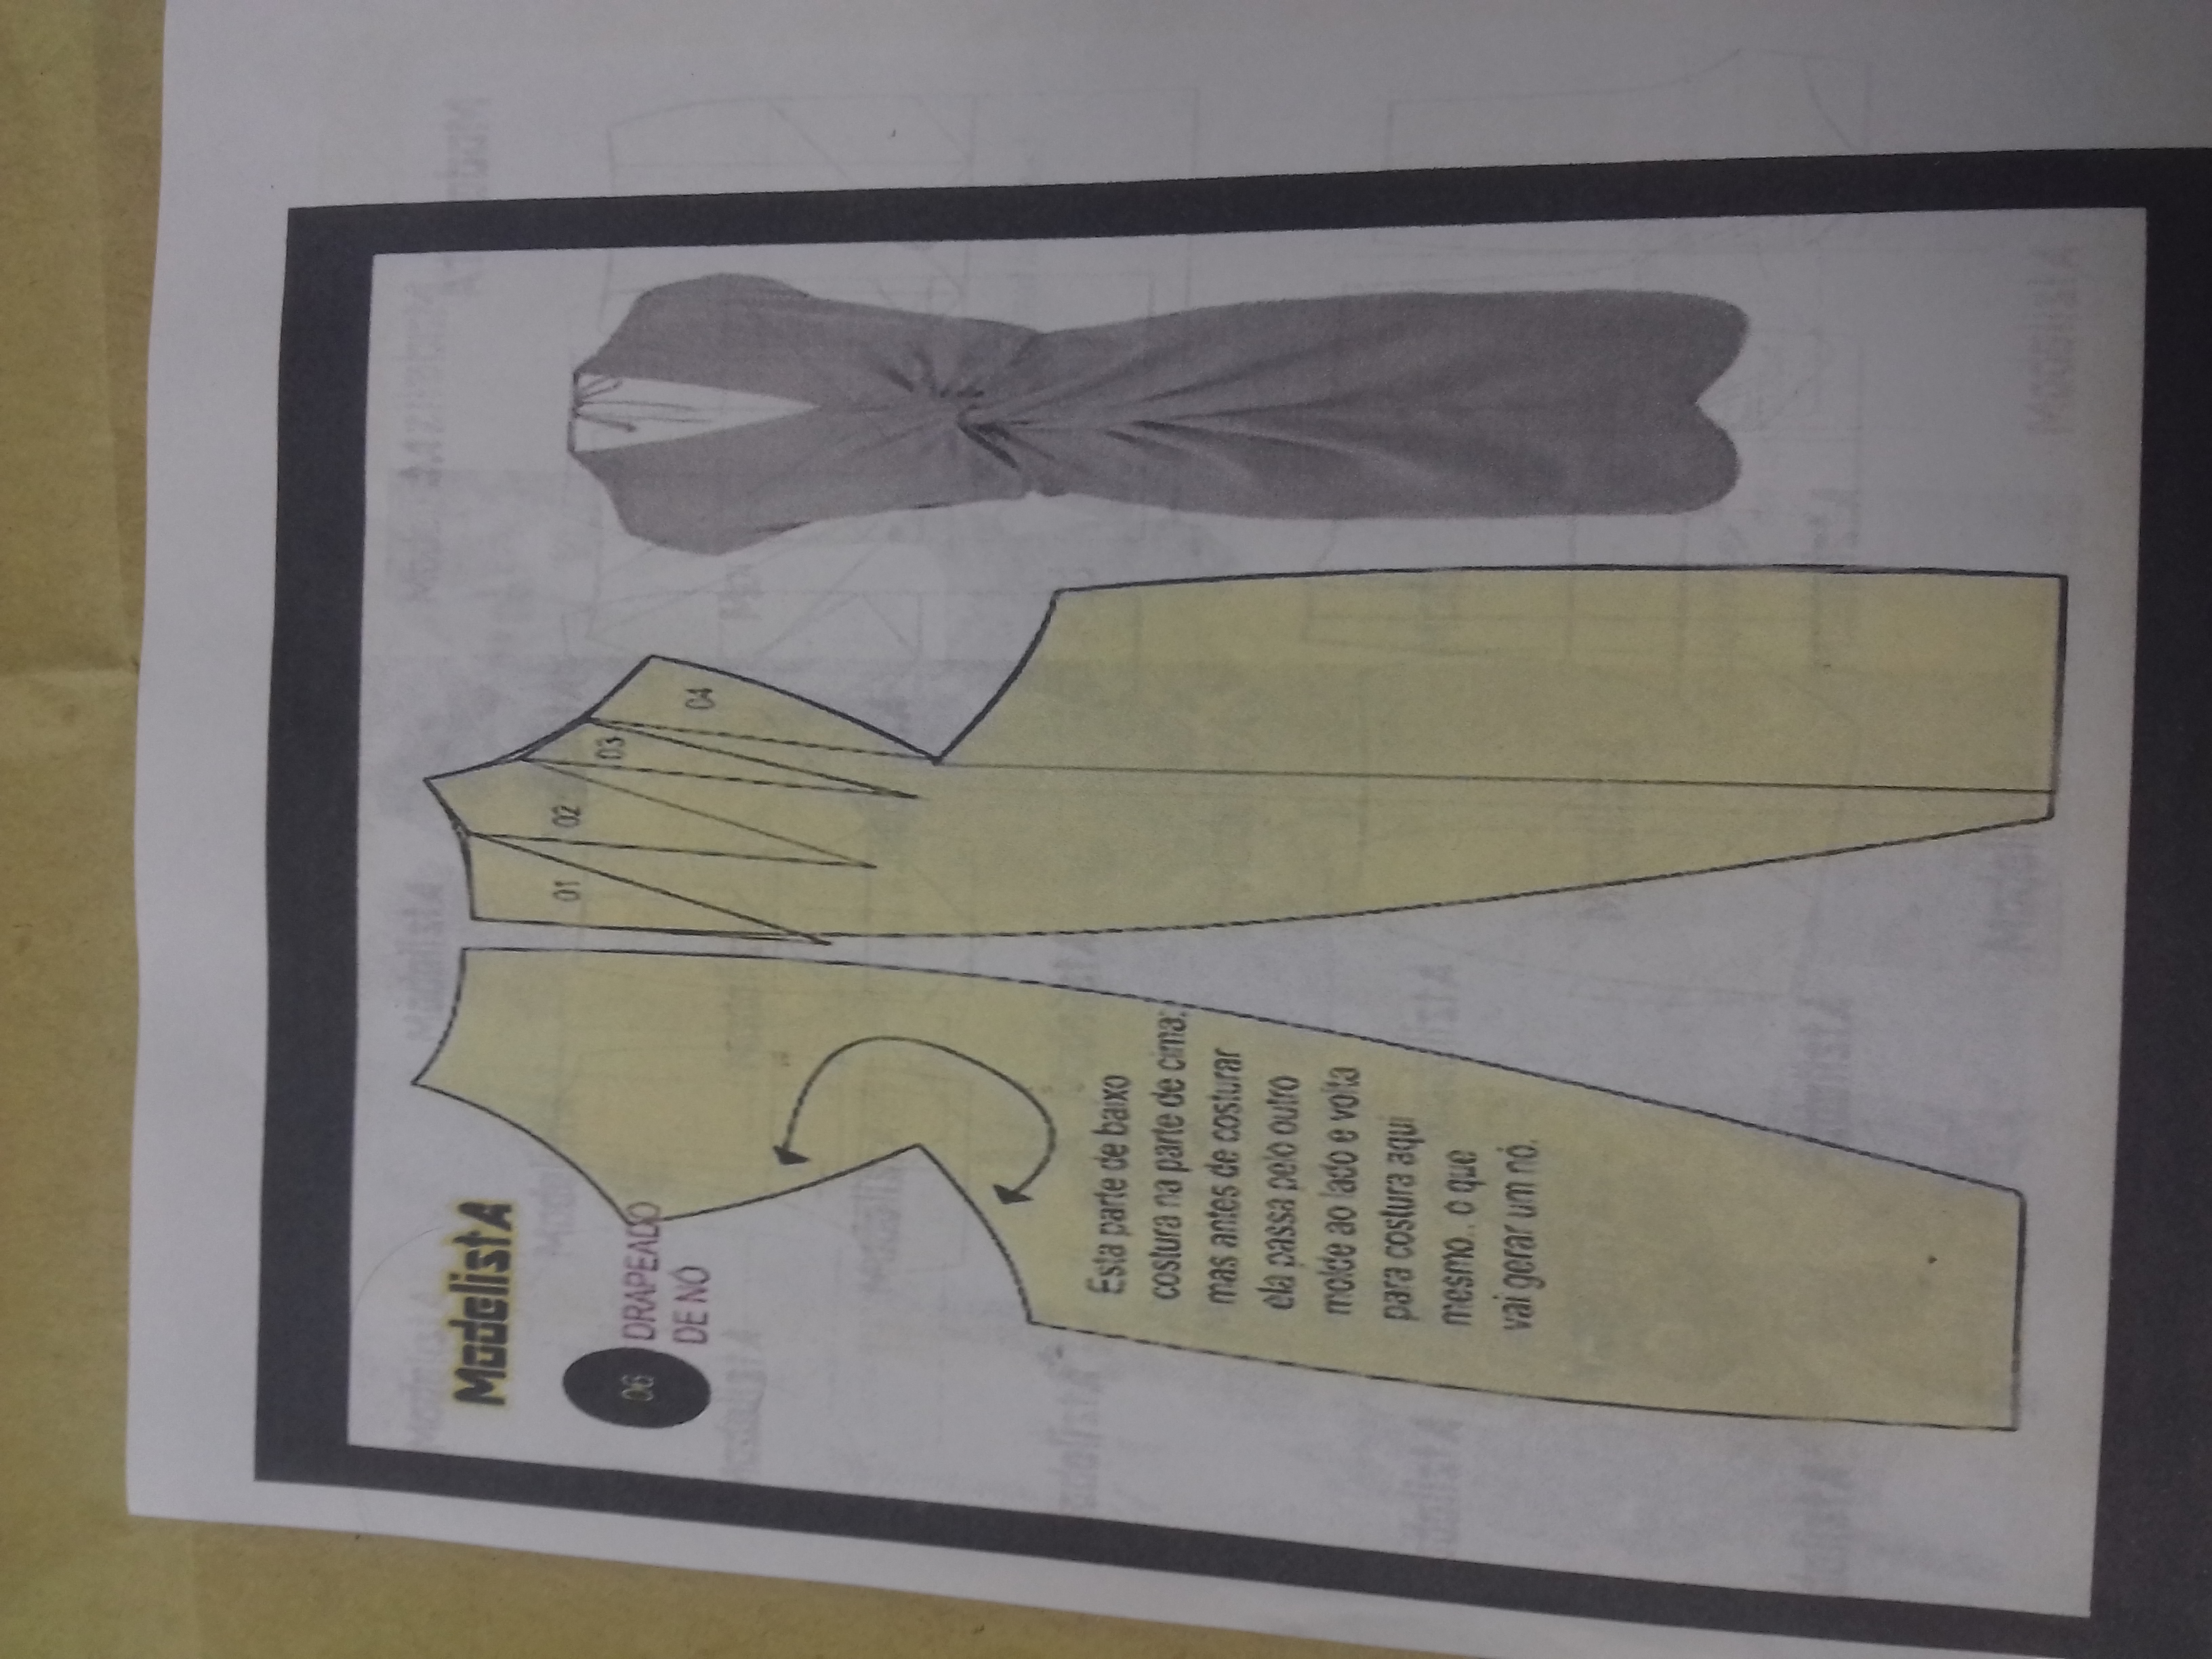 ModelistA
06
DRAPEADO
DE NÓ
01
02
03
04
Esta parte de baixo
costura na parte de cima;
mas antes de costurar
ela passa pelo outro
molde ao lado e volta
para costura aqui
mesmo.. o que
vai gerar um nó.